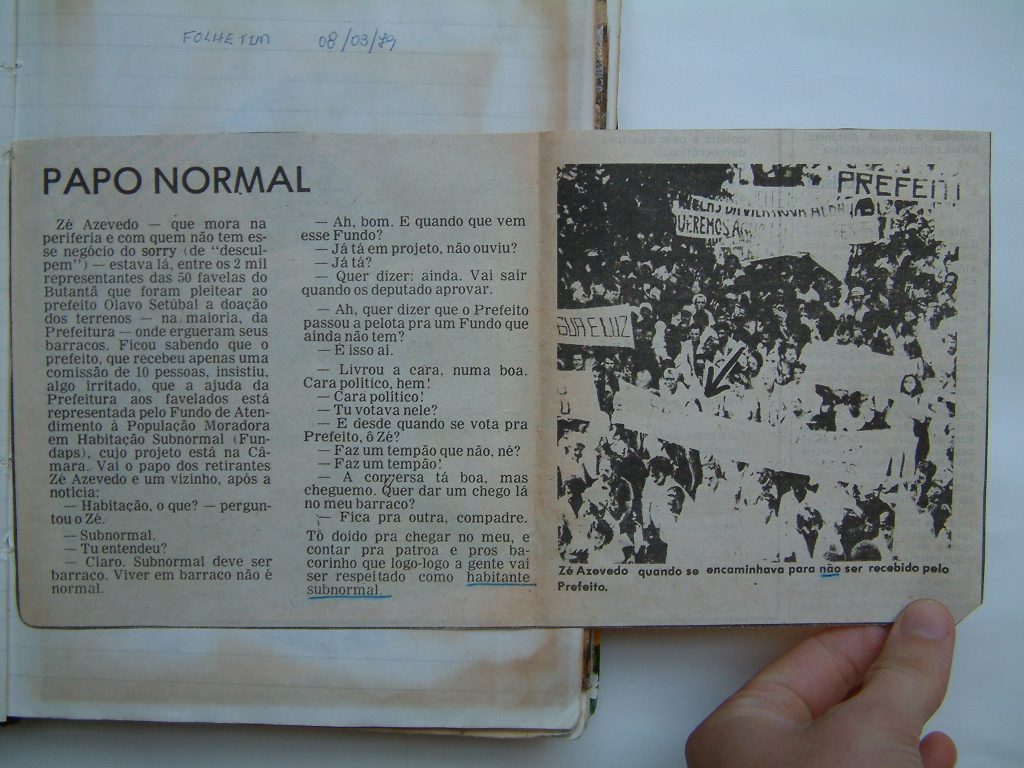 FOLHETIM 08/03/79
PAPO NORMAL
Zé Azevedo — que mora na
periferia e com quem não tem es-
se negócio do sorry (de “descul-
pem”) — estava lá, entre os 2 mil
representantes das 50 favelas do
Butantã que foram pleitear ao
prefeito Olavo Setúbal a doação
dos terrenos — na maioria, da
Prefeitura — onde ergueram seus
barracos. Ficou sabendo que o
prefeito, que recebeu apenas uma
comissão de 10 pessoas, insistiu,
algo irritado, que a ajuda da
Prefeitura aos favelados está
representada pelo Fundo de Aten-
dimento à População Moradora
em Habitação Subnormal (Fun-
daps), cujo projeto está na Câ-
mara. Vai o papo dos retirantes
Zé Azevedo e um vizinho, após a
notícia:
— Habitação, o que? — pergun-
tou o Zé.
— Subnormal.
— Tu entendeu?
— Claro. Subnormal deve ser
barraco. Viver em barraco não é
normal.
— Ah, bom. E quando que vem
esse Fundo?
— Já tá em projeto, não ouviu?
— Já tá?
— Quer dizer: ainda. Vai sair
quando os deputado aprovar.
— Ah, quer dizer que o Prefeito
passou a pelota pra um Fundo que
ainda não tem?
— É isso aí.
— Livrou a cara, numa boa.
Cara político, hem!
— Cara político!
— Tu votava nele?
— E desde quando se vota pra
Prefeito, ô Zé?
— Faz um tempão que não, né?
— Faz um tempão!
— A conversa tá boa, mas
cheguemo. Quer dar um chego lá
no meu barraco?
— Fica pra outra, compadre.
Tô doido pra chegar no meu, e
contar pra patroa e pros ba-
corinho que logo-logo a gente vai
ser respeitado como habitante
subnormal.
PREFEIT
QUEREMOS
GUA E LUZ
Zé Azevedo quando se encaminhava para não ser recebido pelo
Prefeito.